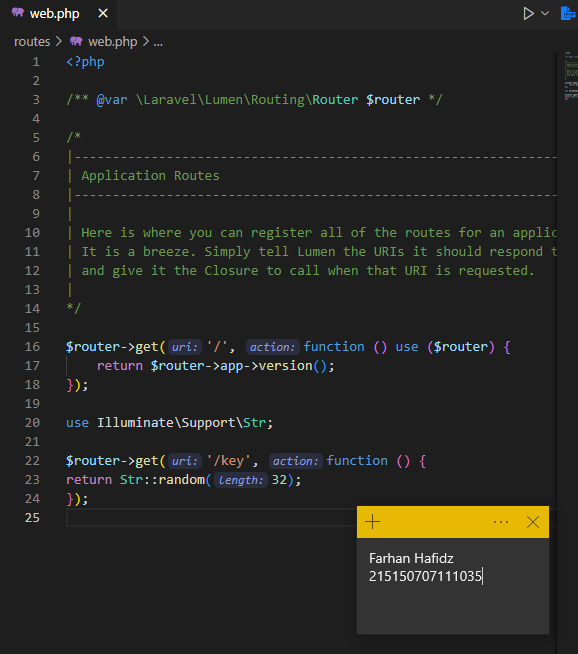 web.php
routes > web.php > ...
1 <?php
2
3 /** @var \Laravel\Lumen\Routing\Router $router */
4
5 /*
6 |--------------------------------------------------------------
7 | Application Routes
8 |--------------------------------------------------------------
9 |
10 | Here is where you can register all of the routes for an applic
11 | It is a breeze. Simply tell Lumen the URIs it should respond t
12 | and give it the Closure to call when that URI is requested.
13 |
14 */
15
16 $router->get( uri: '/', action: function () use ($router) {
17     return $router->app->version();
18 });
19
20 use Illuminate\Support\Str;
21
22 $router->get( uri: '/key', action: function () {
23 return Str::random( length: 32);
24 });
25
Farhan Hafidz
215150707111035